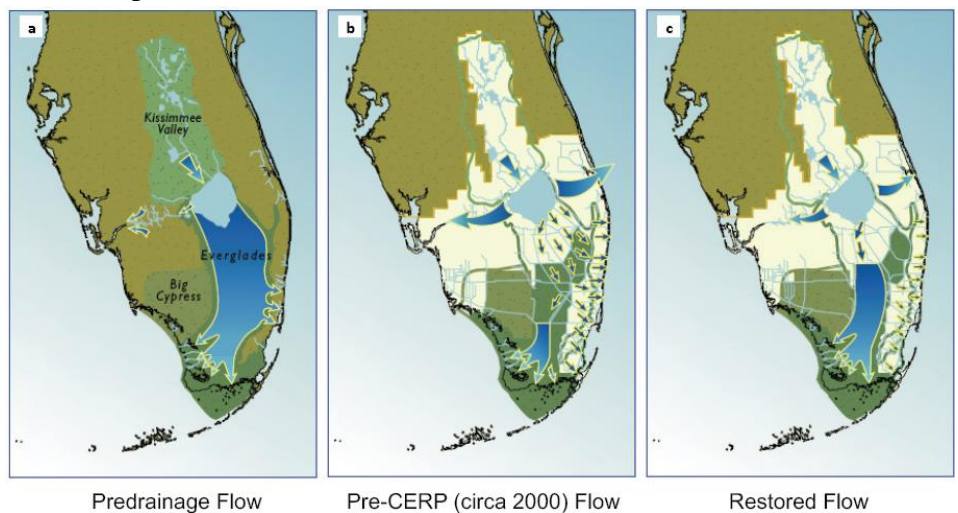 a
b
c
Kissimmee
Valley
Everglades
Big
Cypress
Predrainage Flow
Pre-CERP (circa 2000) Flow
Restored Flow